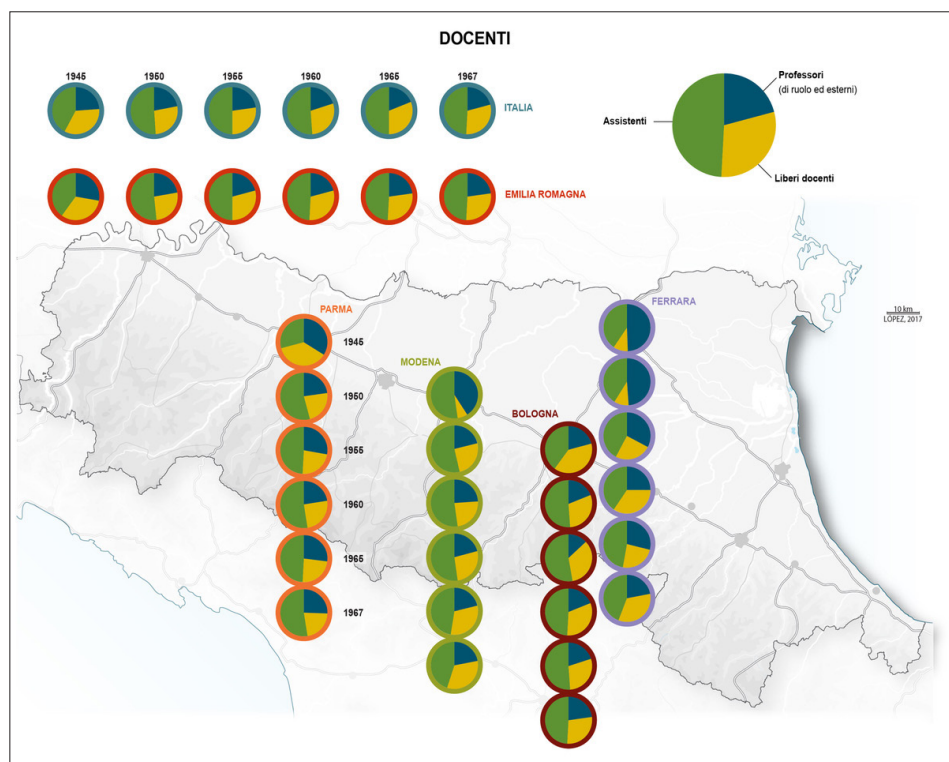 DOCENTI
1945 1950 1955 1960 1965 1967
ITALIA
EMILIA ROMAGNA
Professori
(di ruolo ed esterni)
Assistenti
Liberi docenti
PARMA
1945
1950
1955
1960
1965
1967
MODENA
BOLOGNA
FERRARA
10 km
LÓPEZ, 2017